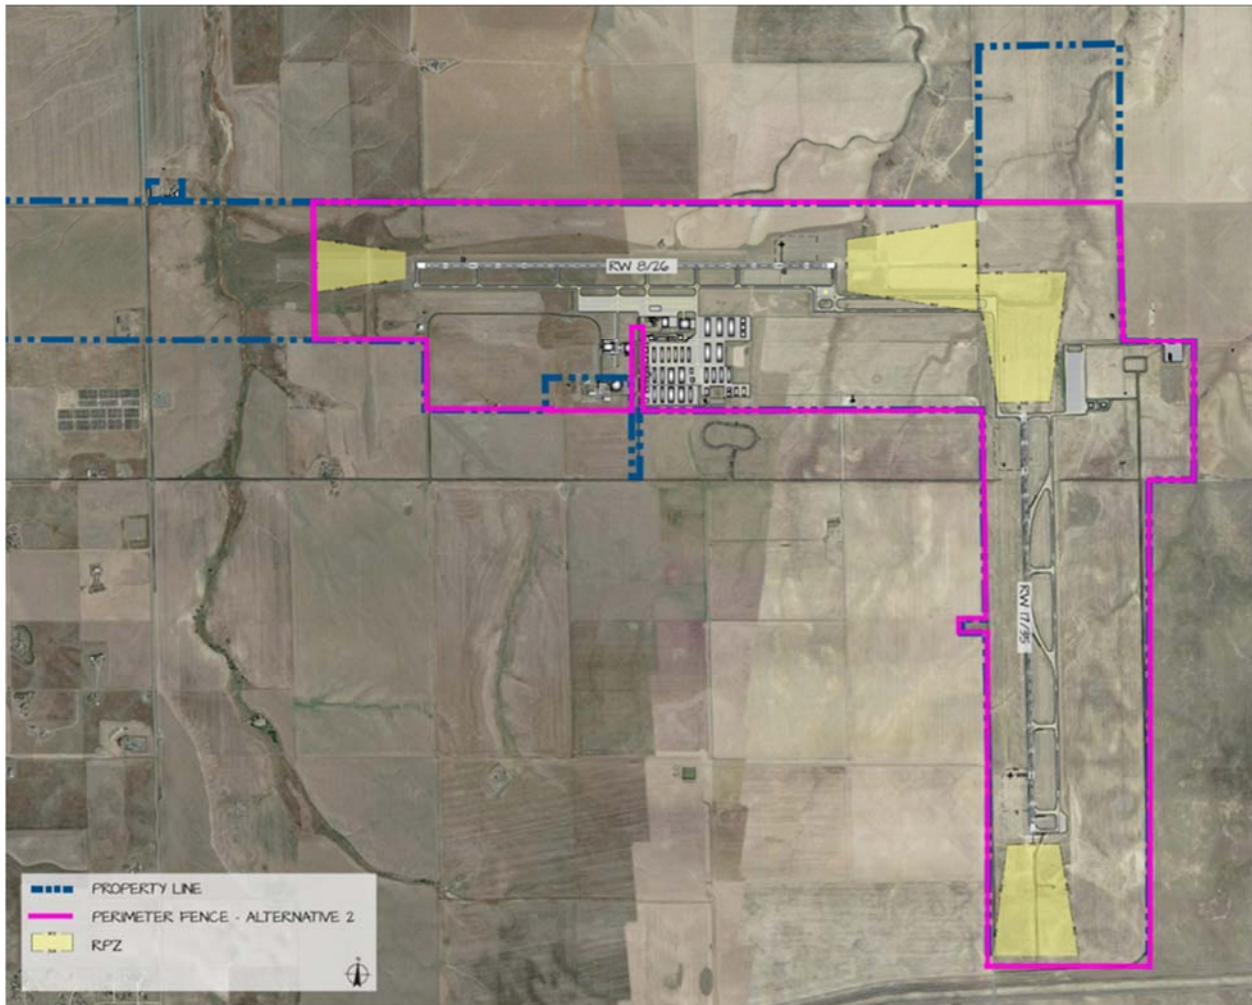 RW 8/26
RW 17/35
PROPERTY LINE
PERIMETER FENCE - ALTERNATIVE 2
RPZ